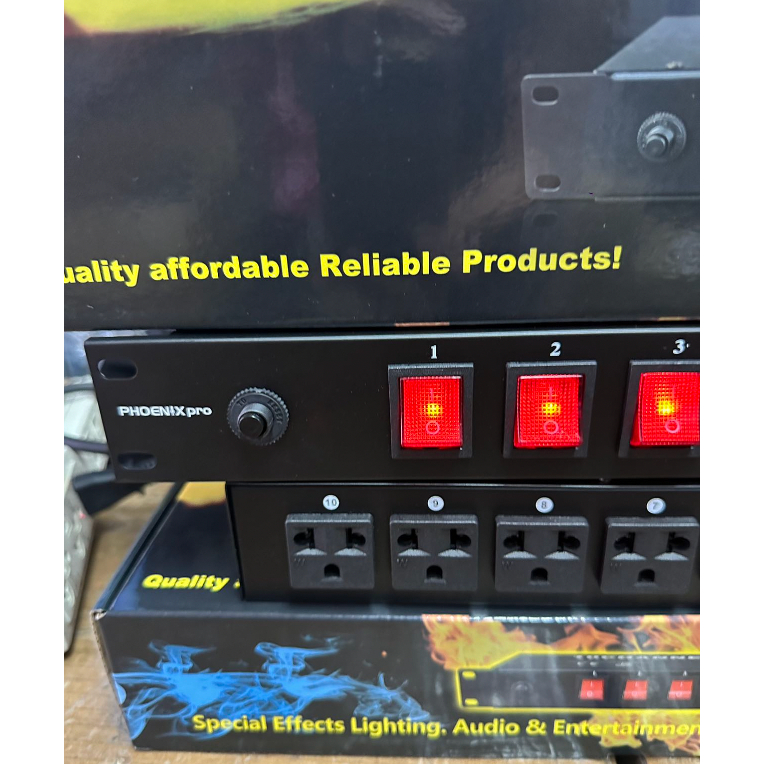 uality affordable Reliable Products!
1 2 3
PHOENIXpro
10 9 8 7
Quality
Special Effects Lighting, Audio & Entertainmen